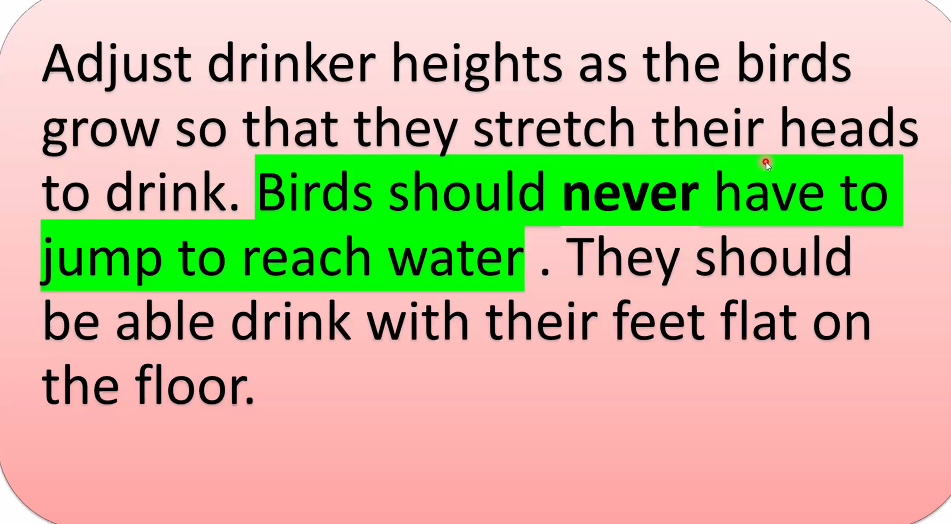 Adjust drinker heights as the birds
grow so that they stretch their heads
to drink. Birds should never have to
jump to reach water . They should
be able drink with their feet flat on
the floor.